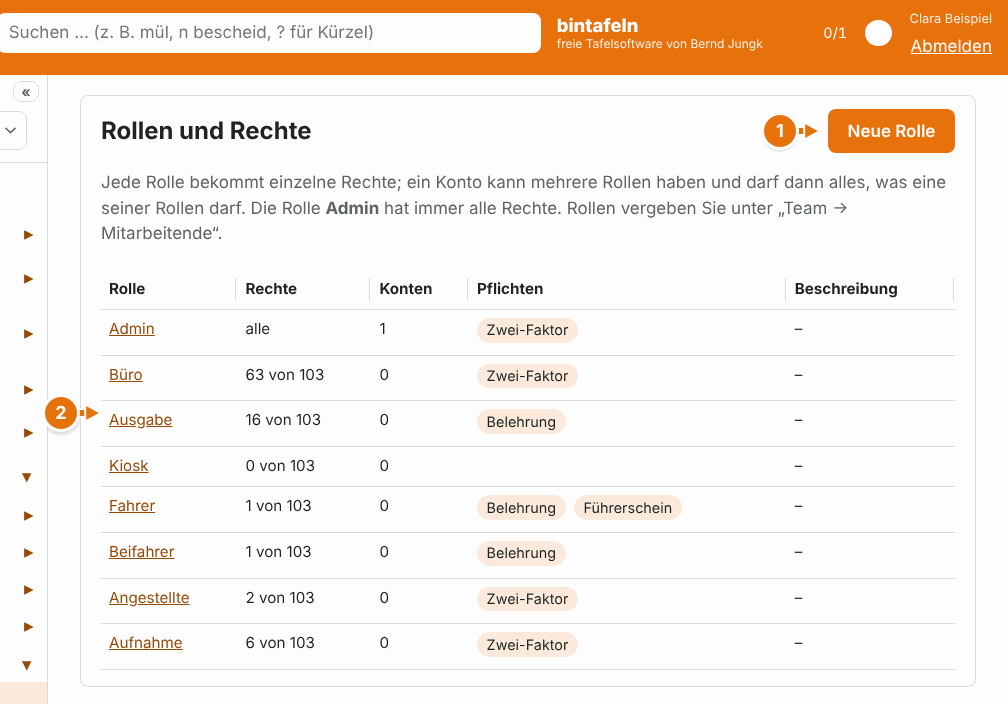 Suchen ... (z. B. mül, n bescheid, ? für Kürzel)
bintafeln
freie Tafelsoftware von Bernd Jungk
0/1
Clara Beispiel
Abmelden
«
Rollen und Rechte
1
Neue Rolle
Jede Rolle bekommt einzelne Rechte; ein Konto kann mehrere Rollen haben und darf dann alles, was eine
seiner Rollen darf. Die Rolle Admin hat immer alle Rechte. Rollen vergeben Sie unter „Team →
Mitarbeitende“.
Rolle Rechte Konten Pflichten Beschreibung
Admin alle 1 Zwei-Faktor –
Büro 63 von 103 0 Zwei-Faktor –
2
Ausgabe 16 von 103 0 Belehrung –
Kiosk 0 von 103 0 –
Fahrer 1 von 103 0 Belehrung Führerschein –
Beifahrer 1 von 103 0 Belehrung –
Angestellte 2 von 103 0 Zwei-Faktor –
Aufnahme 6 von 103 0 Zwei-Faktor –